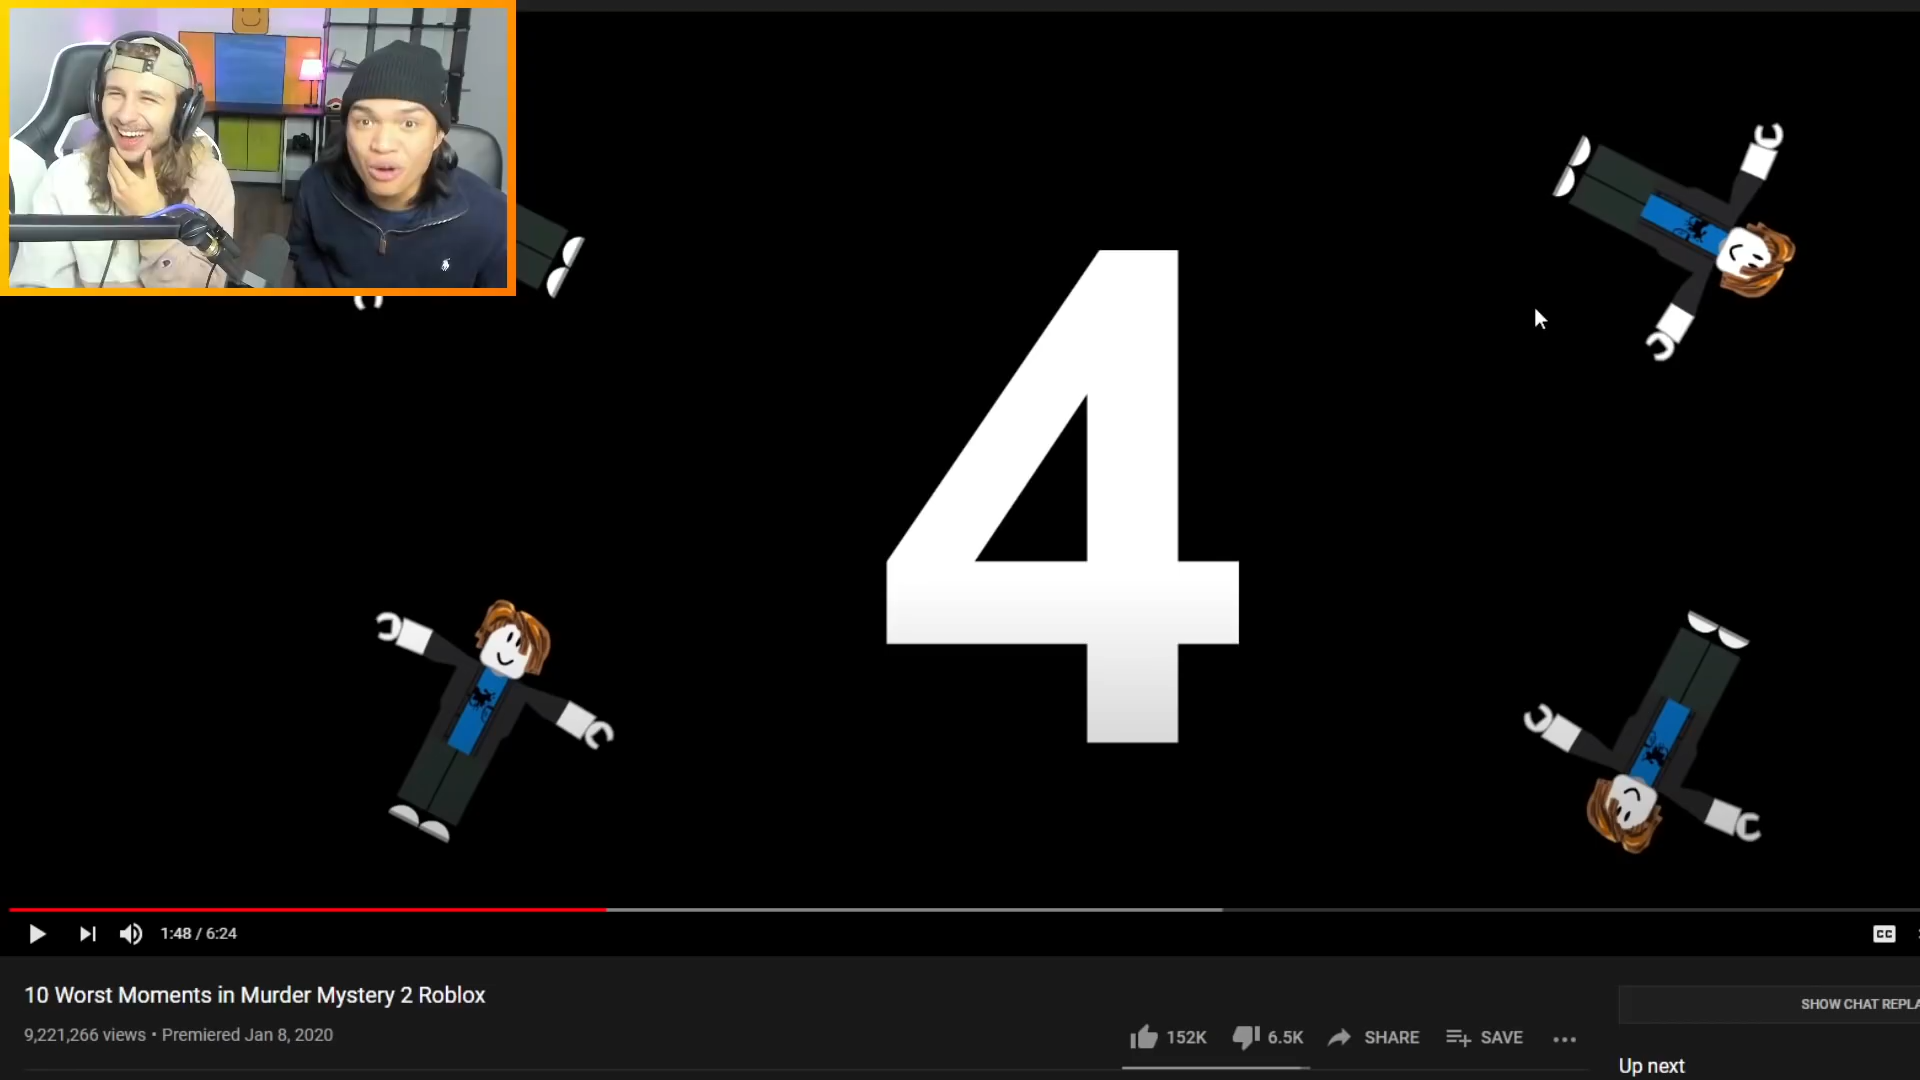 4
1:48 / 6:24
CC
10 Worst Moments in Murder Mystery 2 Roblox
9,221,266 views • Premiered Jan 8, 2020
152K
6.5K
SHARE
SAVE
SHOW CHAT REPLA
Up next